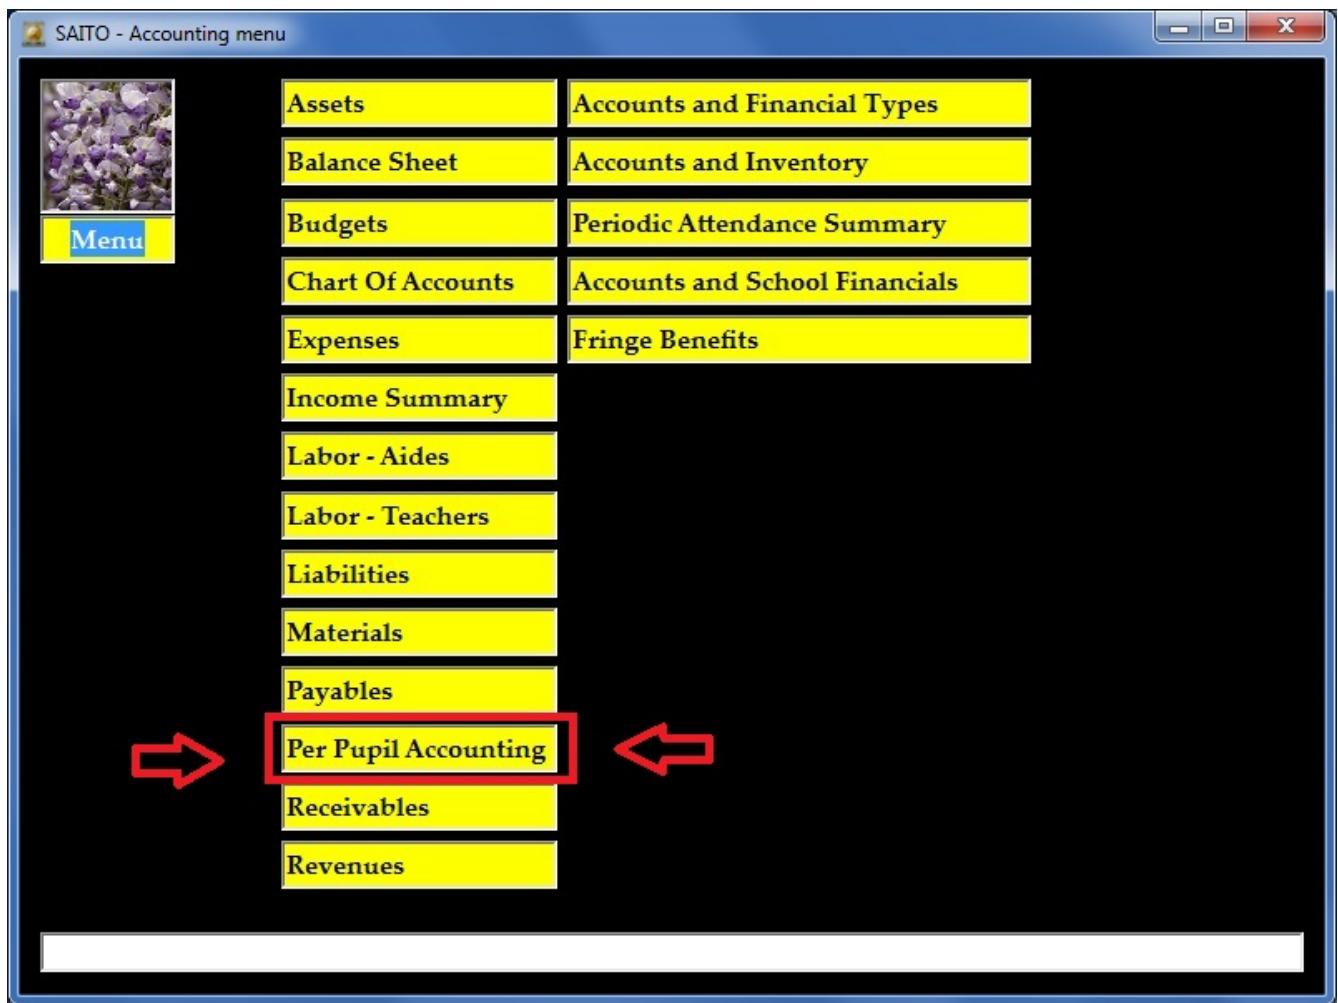 SAITO - Accounting menu
Menu
Assets
Balance Sheet
Budgets
Chart Of Accounts
Expenses
Income Summary
Labor - Aides
Labor - Teachers
Liabilities
Materials
Payables
Per Pupil Accounting
Receivables
Revenues
Accounts and Financial Types
Accounts and Inventory
Periodic Attendance Summary
Accounts and School Financials
Fringe Benefits